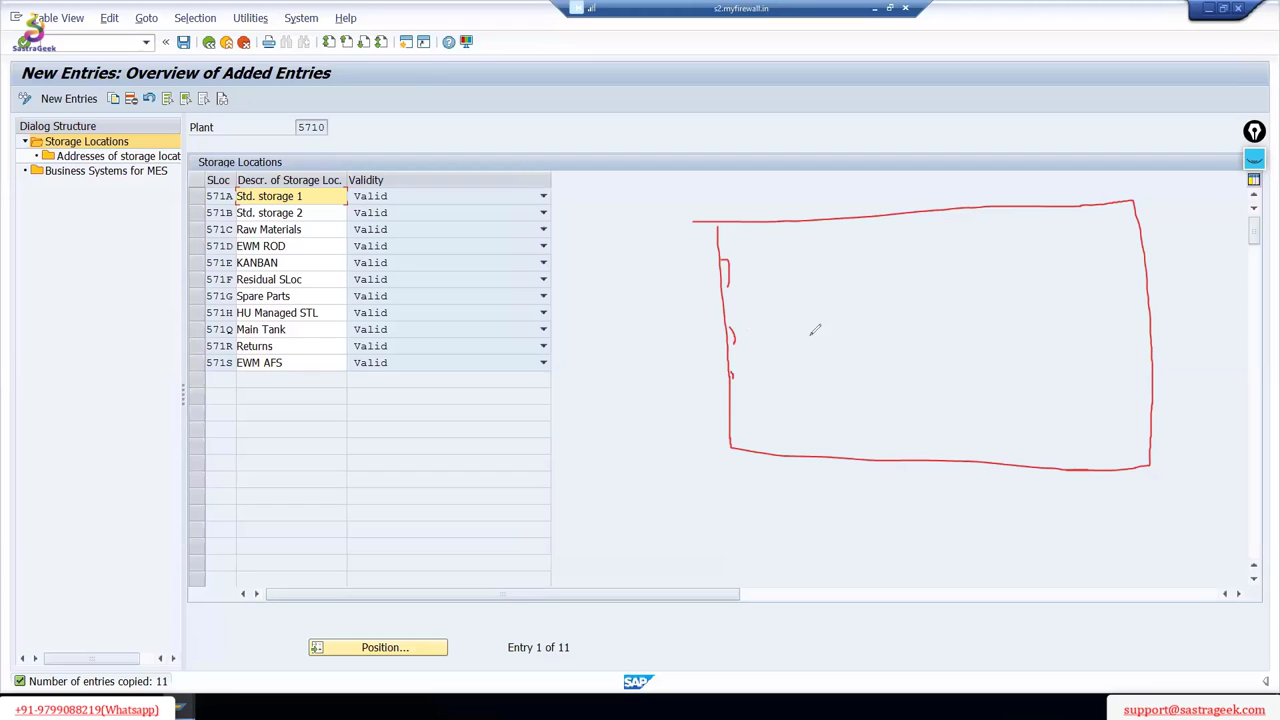 s2.myfirewall.in
Table View Edit Goto Selection Utilities System Help
SASTRAGEEK
New Entries: Overview of Added Entries
New Entries
Dialog Structure
Storage Locations
Addresses of storage locat
Business Systems for MES
Plant 5710
Storage Locations
SLoc Descr. of Storage Loc. Validity
571A Std. storage 1 Valid
571B Std. storage 2 Valid
571C Raw Materials Valid
571D EWM ROD Valid
571E KANBAN Valid
571F Residual SLoc Valid
571G Spare Parts Valid
571H HU Managed STL Valid
571Q Main Tank Valid
571R Returns Valid
571S EWM AFS Valid
Position... Entry 1 of 11
Number of entries copied: 11
SAP
+91-9799088219(Whatsapp)
support@sastrageek.com